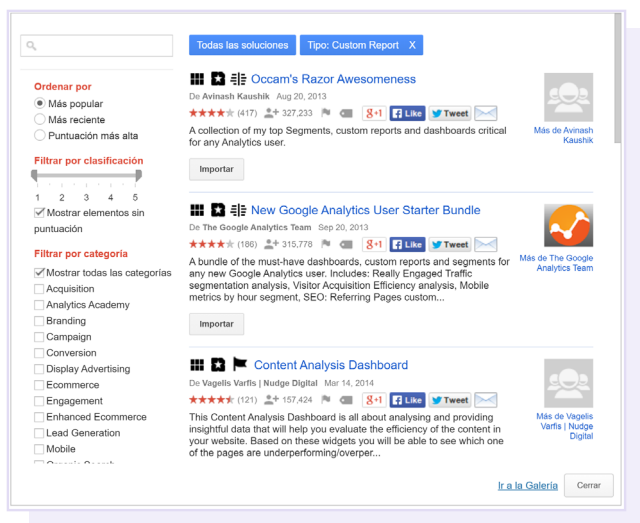 Todas las soluciones
Tipo: Custom Report X
Ordenar por
Más popular
Más reciente
Puntuación más alta
Filtrar por clasificación
1 2 3 4 5
Mostrar elementos sin
puntuación
Filtrar por categoría
Mostrar todas las categorías
Acquisition
Analytics Academy
Branding
Campaign
Conversion
Display Advertising
Ecommerce
Engagement
Enhanced Ecommerce
Lead Generation
Mobile
Occam's Razor Awesomeness
De Avinash Kaushik Aug 20, 2013
(417) 327,233 g+1 Like Tweet
A collection of my top Segments, custom reports and dashboards critical
for any Analytics user.
Importar
Más de Avinash
Kaushik
New Google Analytics User Starter Bundle
De The Google Analytics Team Sep 20, 2013
(186) 315,778 g+1 Like Tweet
A bundle of the must-have dashboards, custom reports and segments for
any new Google Analytics user. Includes: Really Engaged Traffic
segmentation analysis, Visitor Acquisition Efficiency analysis, Mobile
metrics by hour segment, SEO: Referring Pages custom...
Importar
Más de The Google
Analytics Team
Content Analysis Dashboard
De Vagelis Varfis | Nudge Digital Mar 14, 2014
(121) 157,424 g+1 Like Tweet
This Content Analysis Dashboard is all about analysing and providing
insightful data that will help you evaluate the efficiency of the content in
your website. Based on these widgets you will be able to see which one
of the pages are underperforming/overper...
Más de Vagelis
Varfis | Nudge
Digital
Ir a la Galería
Cerrar